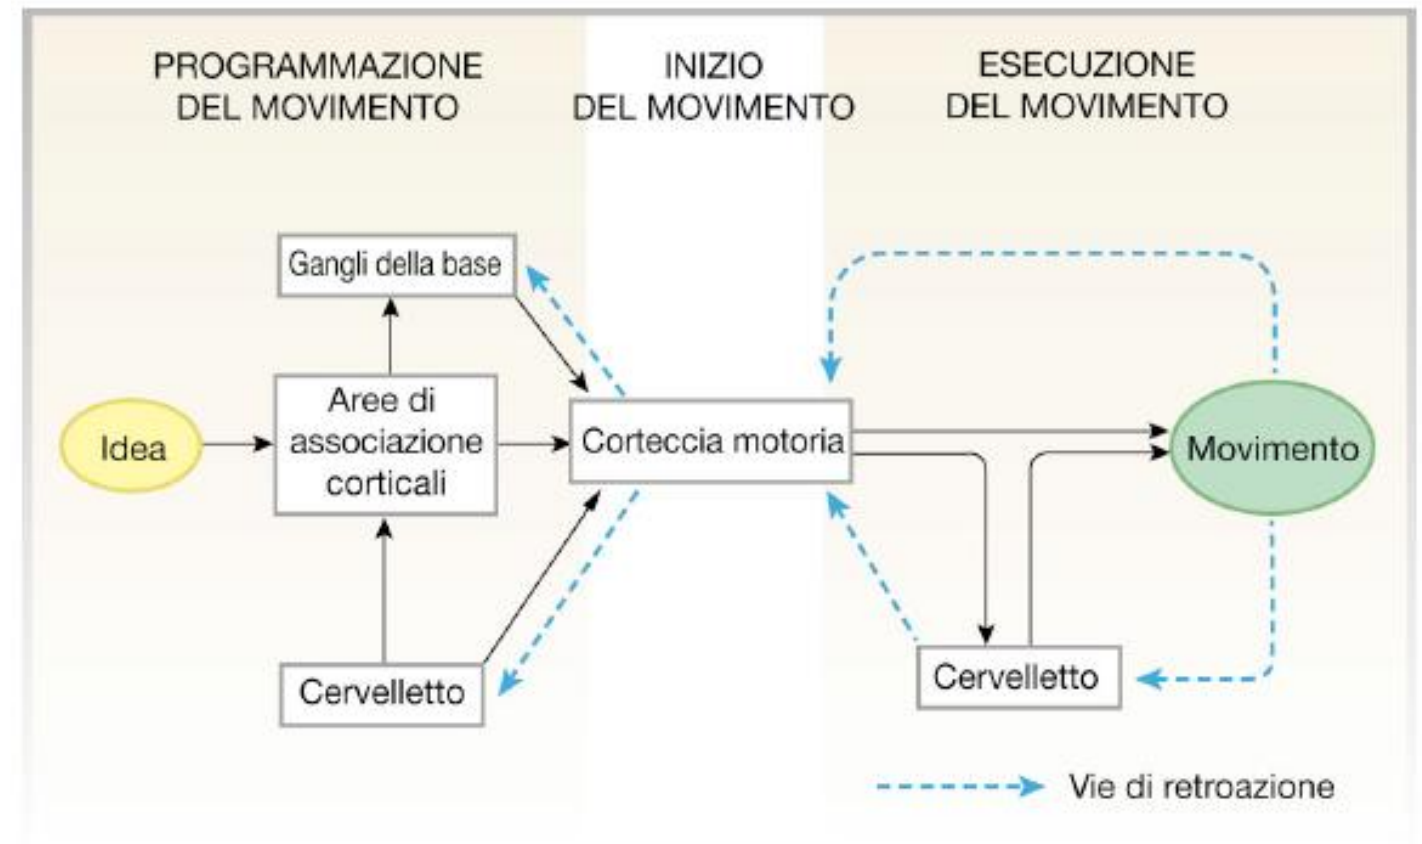 PROGRAMMAZIONE
DEL MOVIMENTO
INIZIO
DEL MOVIMENTO
ESECUZIONE
DEL MOVIMENTO
Gangli della base
Idea
Aree di
associazione
corticali
Corteccia motoria
Movimento
Cervelletto
Cervelletto
Vie di retroazione